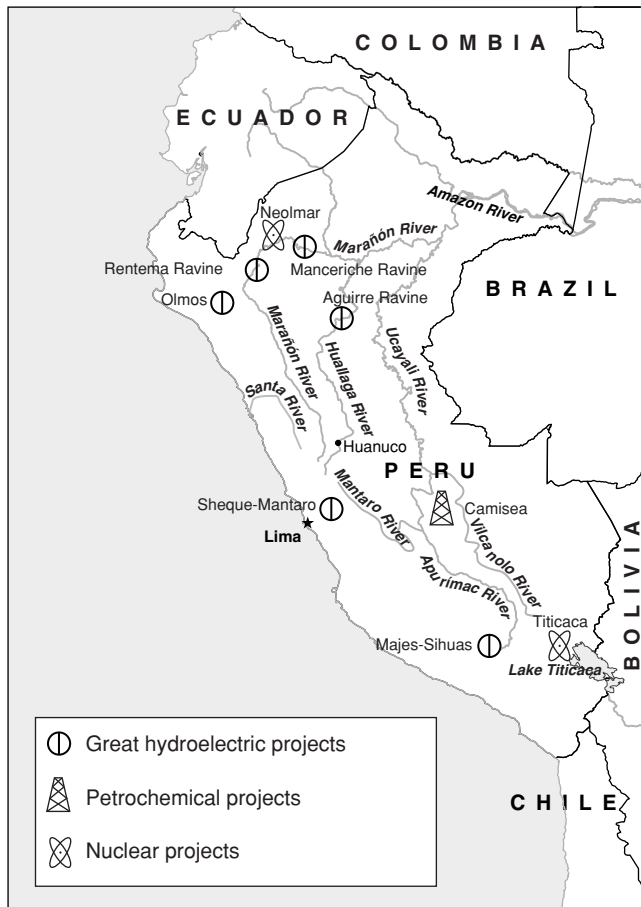 COLOMBIA
ECUADOR
Amazon River
Neolmar
Marañón River
Rentema Ravine
Manceriche Ravine
BRAZIL
Olmos
Aguirre Ravine
Marañón River
Huallaga River
Ucayali River
Santa River
Huanuco
PERU
Sheque-Mantaro
Mantaro River
Camisea
Lima
Vilca nolo River
Apurímac River
BOLIVIA
Titicaca
Majes-Sihuas
Lake Titicaca
Great hydroelectric projects
Petrochemical projects
CHILE
Nuclear projects